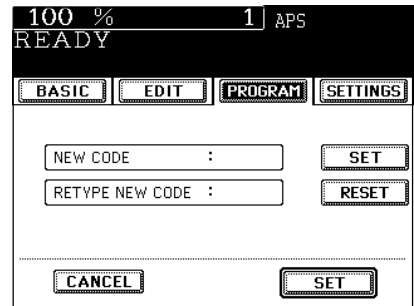 100 % 1 APS
READY
BASIC EDIT PROGRAM SETTINGS
NEW CODE : SET
RETYPE NEW CODE : RESET
CANCEL SET